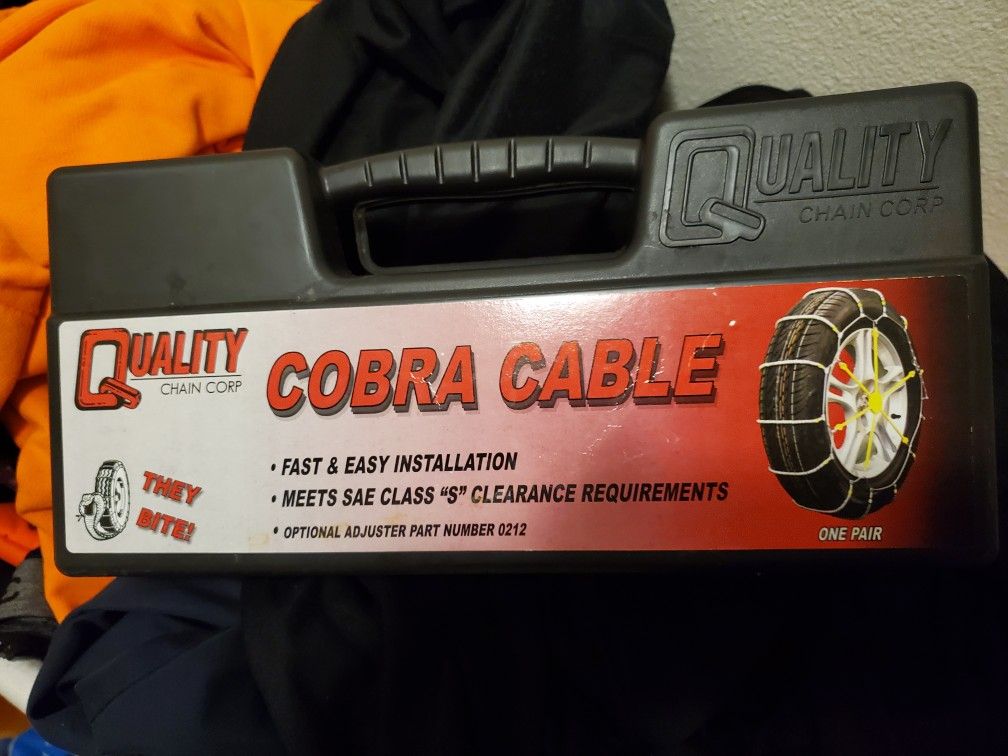 QUALITY
CHAIN CORP
QUALITY
CHAIN CORP
COBRA CABLE
• FAST & EASY INSTALLATION
• MEETS SAE CLASS "S" CLEARANCE REQUIREMENTS
• OPTIONAL ADJUSTER PART NUMBER 0212
THEY
BITE!
ONE PAIR